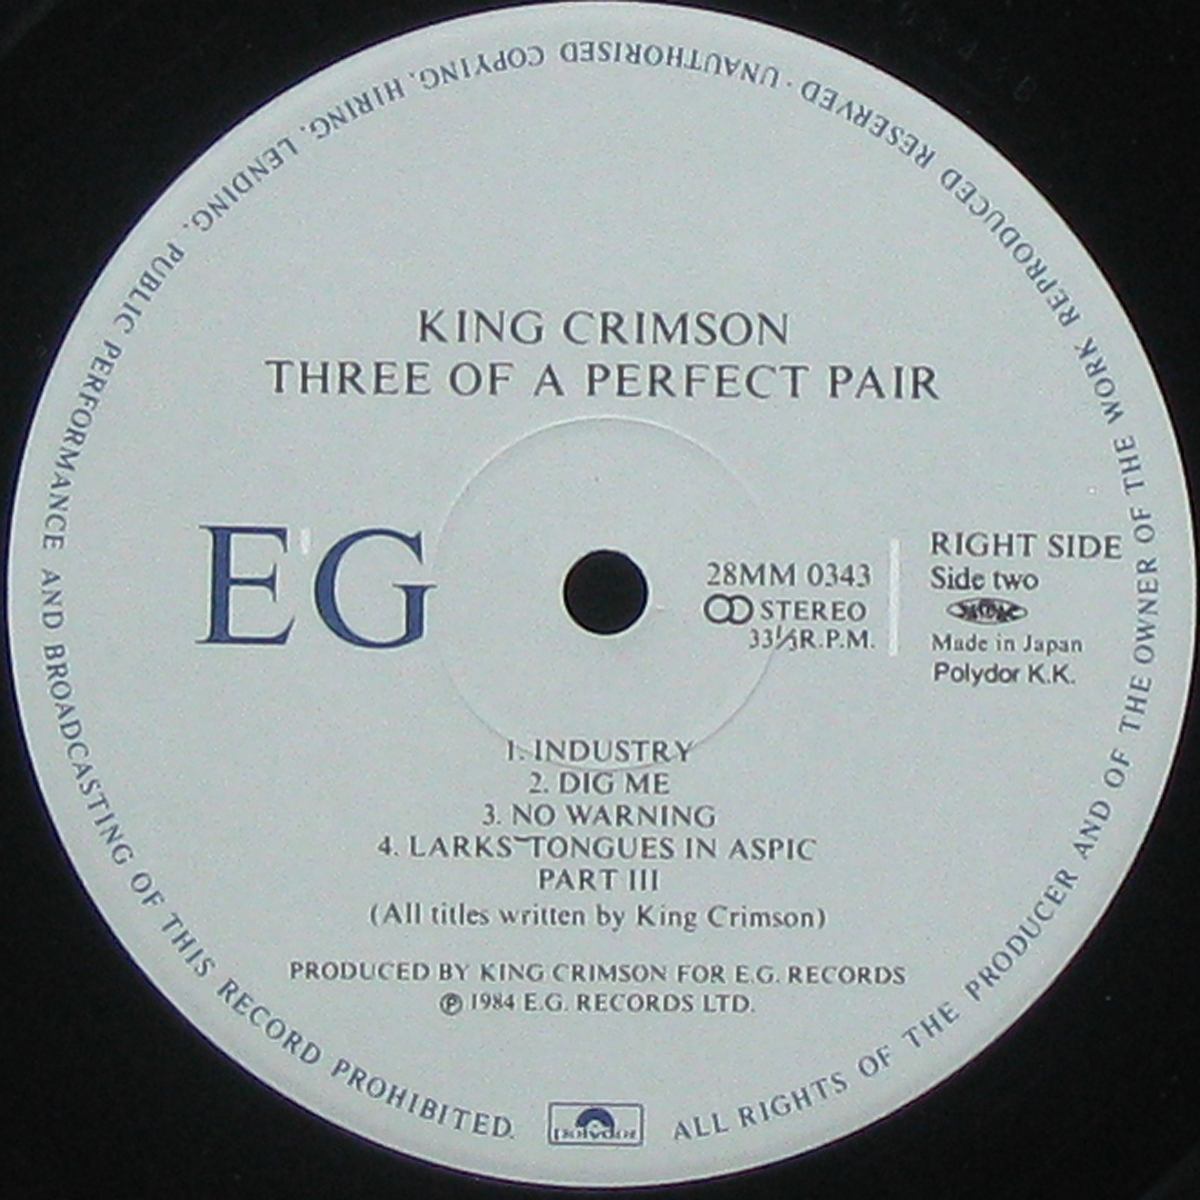 KING CRIMSON
THREE OF A PERFECT PAIR
E'G
28MM 0343
STEREO
33⅓R.P.M.
RIGHT SIDE
Side two
JASRAC
Made in Japan
Polydor K.K.
1. INDUSTRY
2. DIG ME
3. NO WARNING
4. LARKS' TONGUES IN ASPIC
PART III
(All titles written by King Crimson)
PRODUCED BY KING CRIMSON FOR E.G. RECORDS
℗ 1984 E.G. RECORDS LTD.
ALL RIGHTS OF THE PRODUCER AND OF THE OWNER OF THE WORK REPRODUCED RESERVED · UNAUTHORISED COPYING, HIRING, LENDING, PUBLIC PERFORMANCE AND BROADCASTING OF THIS RECORD PROHIBITED.
polydor